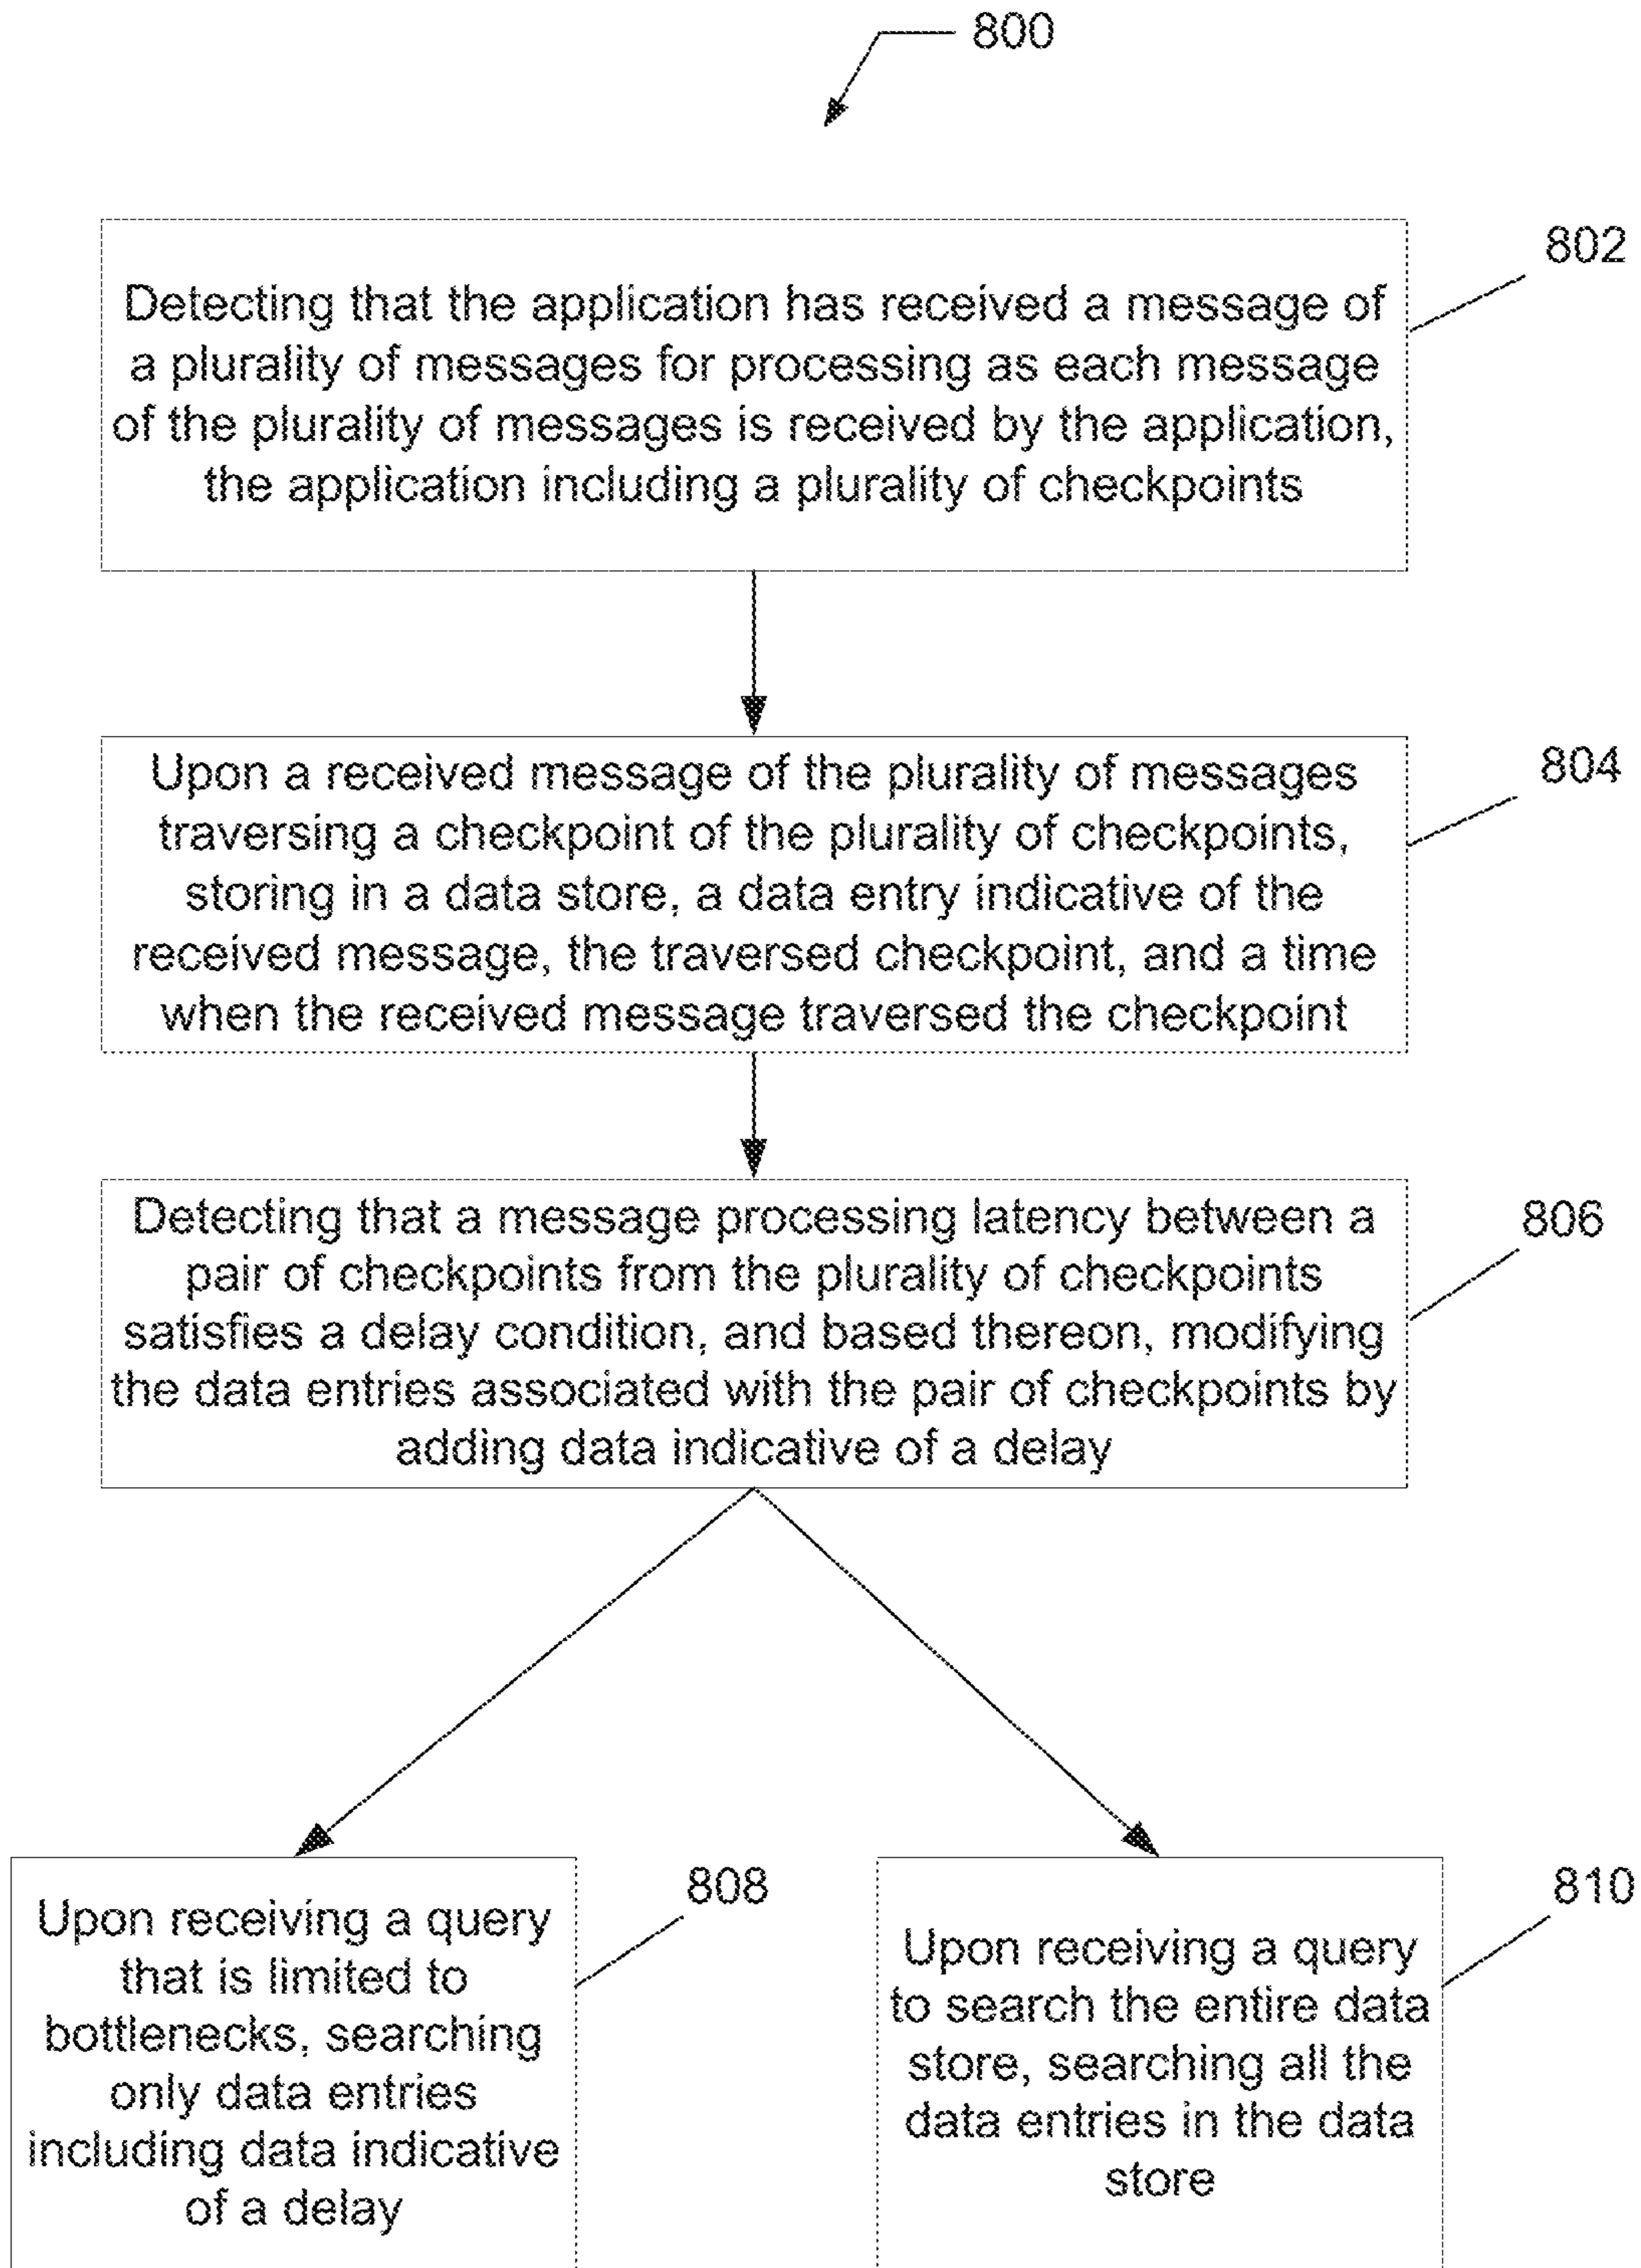 800
802
Detecting that the application has received a message of
a plurality of messages for processing as each message
of the plurality of messages is received by the application,
the application including a plurality of checkpoints
804
Upon a received message of the plurality of messages
traversing a checkpoint of the plurality of checkpoints,
storing in a data store, a data entry indicative of the
received message, the traversed checkpoint, and a time
when the received message traversed the checkpoint
806
Detecting that a message processing latency between a
pair of checkpoints from the plurality of checkpoints
satisfies a delay condition, and based thereon, modifying
the data entries associated with the pair of checkpoints by
adding data indicative of a delay
808
Upon receiving a query
that is limited to
bottlenecks, searching
only data entries
including data indicative
of a delay
810
Upon receiving a query
to search the entire data
store, searching all the
data entries in the data
store